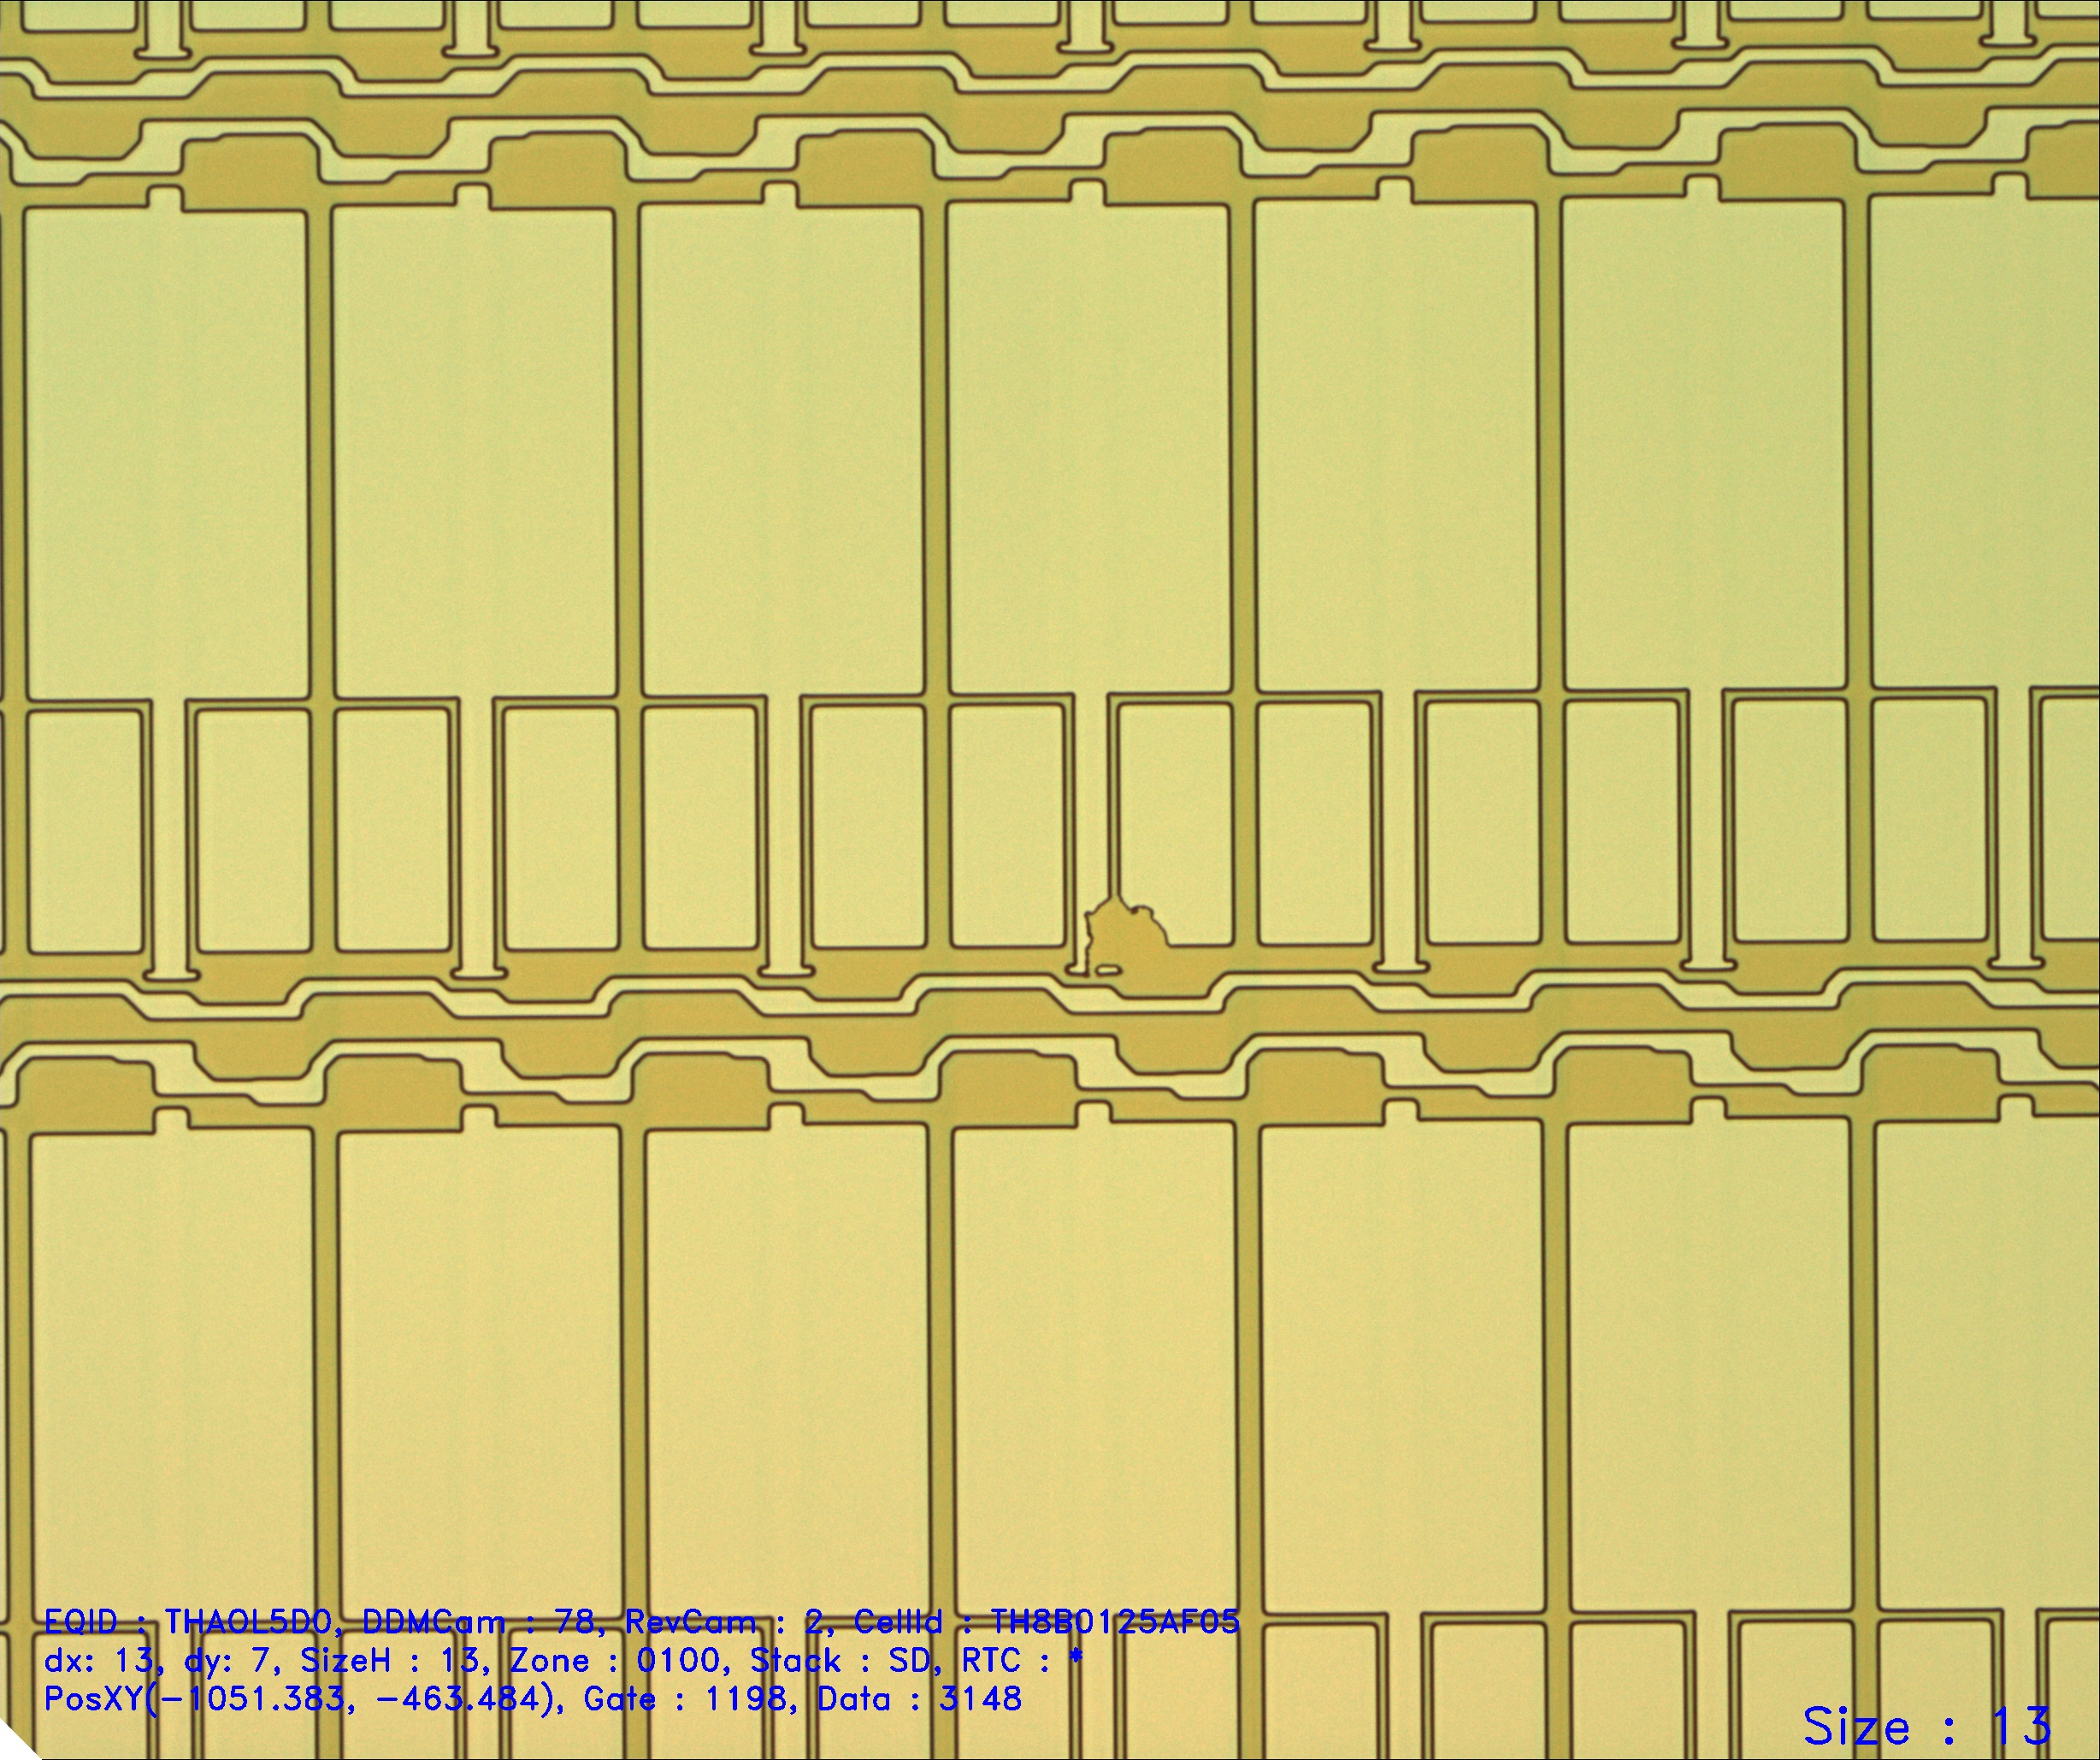 EQID : THAOL5D0, DDMCam : 78, RevCam : 2, CellId : TH8B0125AF05
dx: 13, dy: 7, SizeH : 13, Zone : 0100, Stack : SD, RTC : *
PosXY(-1051.383, -463.484), Gate : 1198, Data : 3148
Size : 13